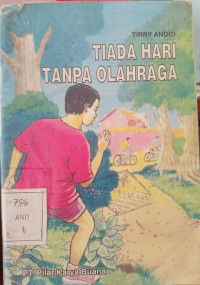 TIRRY ANDIO
TIADA HARI
TANPA OLAHRAGA
796
AND
t
PT. Pilar Karya Buana